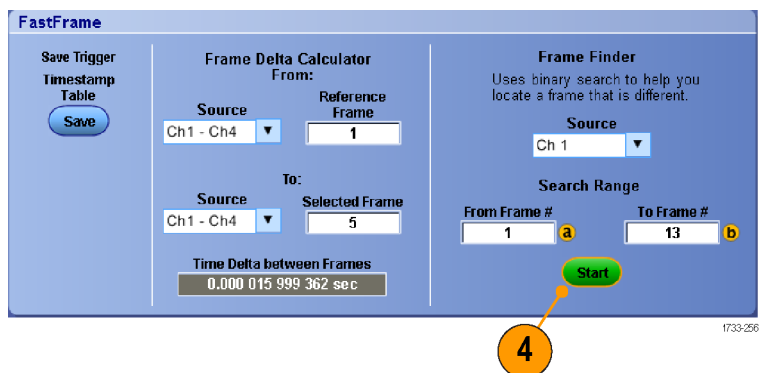 FastFrame
Save Trigger
Timestamp
Table
Save
Frame Delta Calculator
From:
Source
Reference
Frame
Ch1 - Ch4
1
To:
Source
Selected Frame
Ch1 - Ch4
5
Time Delta between Frames
0.000 015 999 362 sec
Frame Finder
Uses binary search to help you
locate a frame that is different.
Source
Ch 1
Search Range
From Frame #
To Frame #
1
a
13
b
Start
4
1733-256